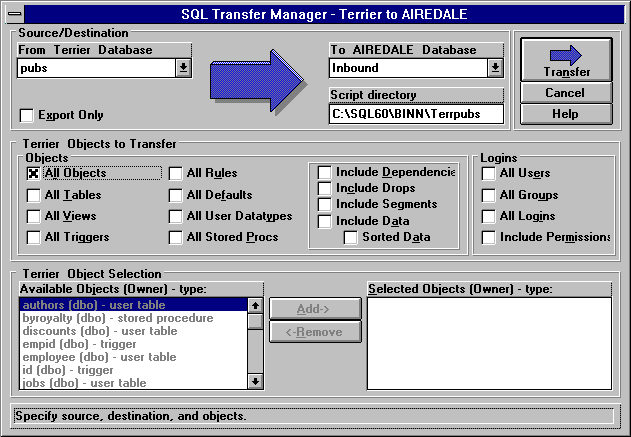 SQL Transfer Manager - Terrier to AIREDALE
Source/Destination
From Terrier Database
pubs
Export Only
To AIREDALE Database
Inbound
Script directory
C:\SQL60\BINN\Terrpubs
Transfer
Cancel
Help
Terrier Objects to Transfer
Objects
All Objects
All Tables
All Views
All Triggers
All Rules
All Defaults
All User Datatypes
All Stored Procs
Include Dependencie
Include Drops
Include Segments
Include Data
Sorted Data
Logins
All Users
All Groups
All Logins
Include Permissions
Terrier Object Selection
Available Objects (Owner) - type:
authors (dbo) - user table
byroyalty (dbo) - stored procedure
discounts (dbo) - user table
empid (dbo) - trigger
employee (dbo) - user table
id (dbo) - trigger
jobs (dbo) - user table
Add->
<-Remove
Selected Objects (Owner) - type:
Specify source, destination, and objects.